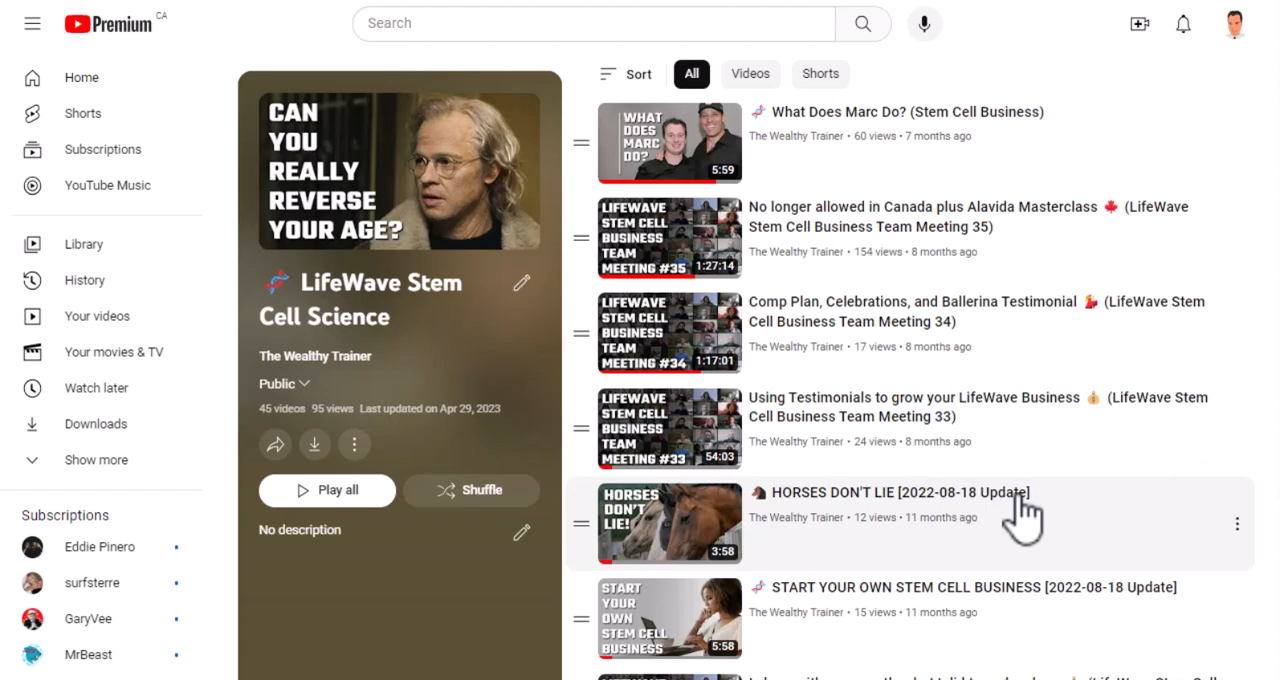 Premium CA
Search
Home
Shorts
Subscriptions
YouTube Music
Library
History
Your videos
Your movies & TV
Watch later
Downloads
Show more
Subscriptions
Eddie Pinero
surfsterre
GaryVee
MrBeast
CAN
YOU
REALLY
REVERSE
YOUR AGE?
🧬 LifeWave Stem
Cell Science
The Wealthy Trainer
Public
45 videos 95 views Last updated on Apr 29, 2023
Play all
Shuffle
No description
Sort
All
Videos
Shorts
WHAT
DOES
MARC
DO?
5:59
🧬 What Does Marc Do? (Stem Cell Business)
The Wealthy Trainer • 60 views • 7 months ago
LIFEWAVE
STEM CELL
BUSINESS
TEAM
MEETING #35
1:27:14
No longer allowed in Canada plus Alavida Masterclass 🍁 (LifeWave
Stem Cell Business Team Meeting 35)
The Wealthy Trainer • 154 views • 8 months ago
LIFEWAVE
STEM CELL
BUSINESS
TEAM
MEETING #34
1:17:01
Comp Plan, Celebrations, and Ballerina Testimonial 💃 (LifeWave Stem
Cell Business Team Meeting 34)
The Wealthy Trainer • 17 views • 8 months ago
LIFEWAVE
STEM CELL
BUSINESS
TEAM
MEETING #33
54:03
Using Testimonials to grow your LifeWave Business 💰 (LifeWave Stem
Cell Business Team Meeting 33)
The Wealthy Trainer • 24 views • 8 months ago
HORSES
DON'T
LIE!
3:58
🐴 HORSES DON'T LIE [2022-08-18 Update]
The Wealthy Trainer • 12 views • 11 months ago
START
YOUR
OWN
STEM CELL
BUSINESS
5:58
🧬 START YOUR OWN STEM CELL BUSINESS [2022-08-18 Update]
The Wealthy Trainer • 15 views • 11 months ago